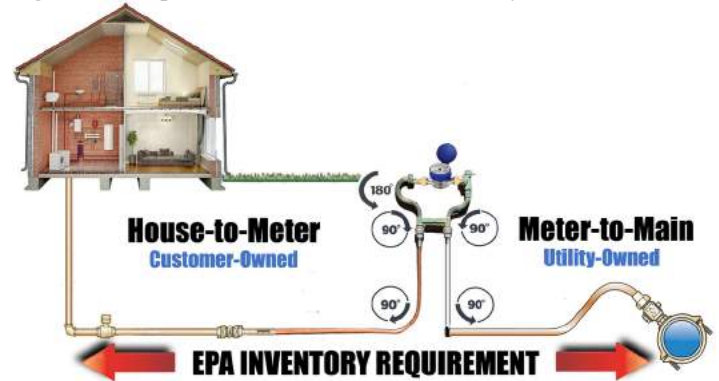 180°
House-to-Meter
Customer-Owned
90°
90°
Meter-to-Main
Utility-Owned
90°
90°
EPA INVENTORY REQUIREMENT